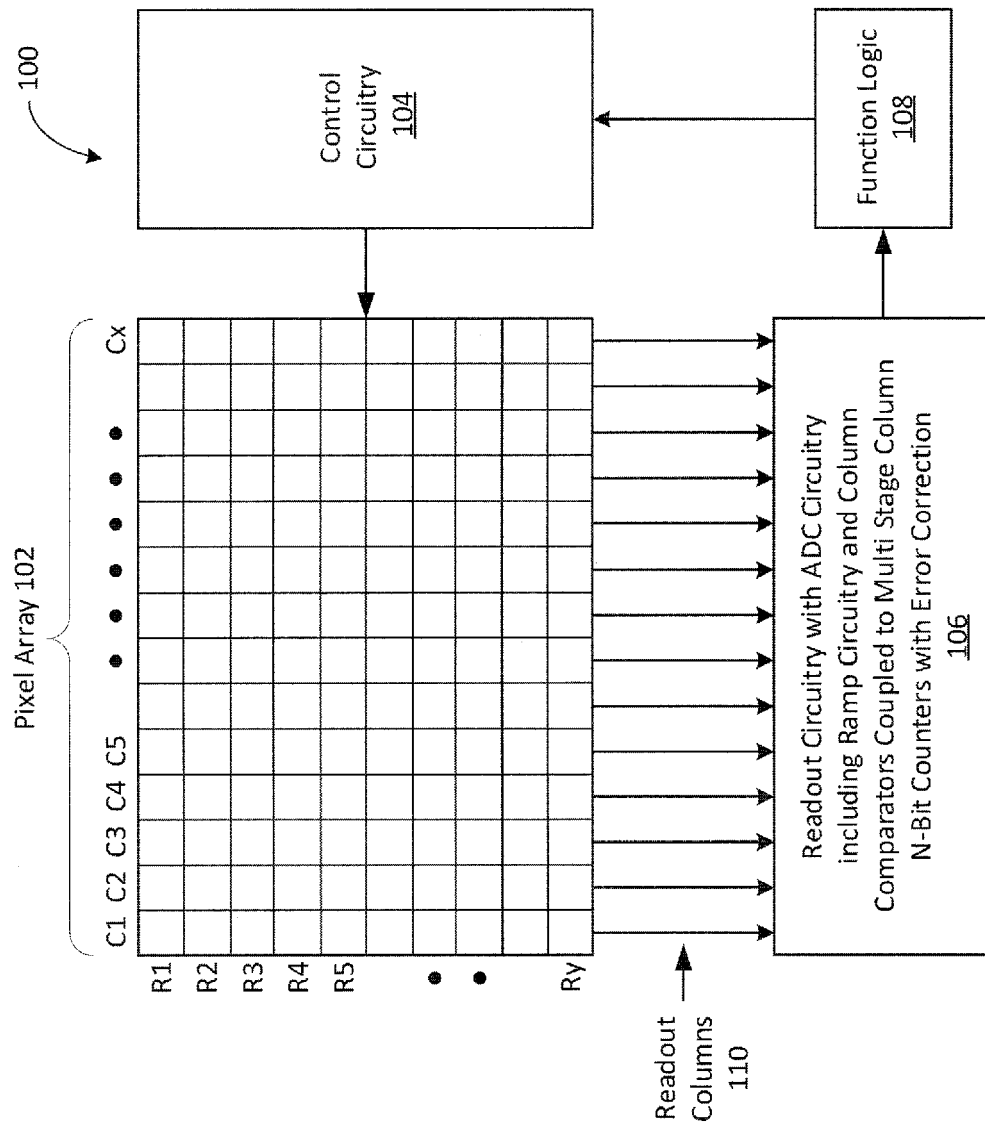 100
Pixel Array 102
C1 C2 C3 C4 C5 ● ● ● ● ● ● Cx
R1
R2
R3
R4
R5
●
●
Ry
Control
Circuitry
104
Readout
Columns
110
Readout Circuitry with ADC Circuitry
including Ramp Circuitry and Column
Comparators Coupled to Multi Stage Column
N-Bit Counters with Error Correction
106
Function Logic
108